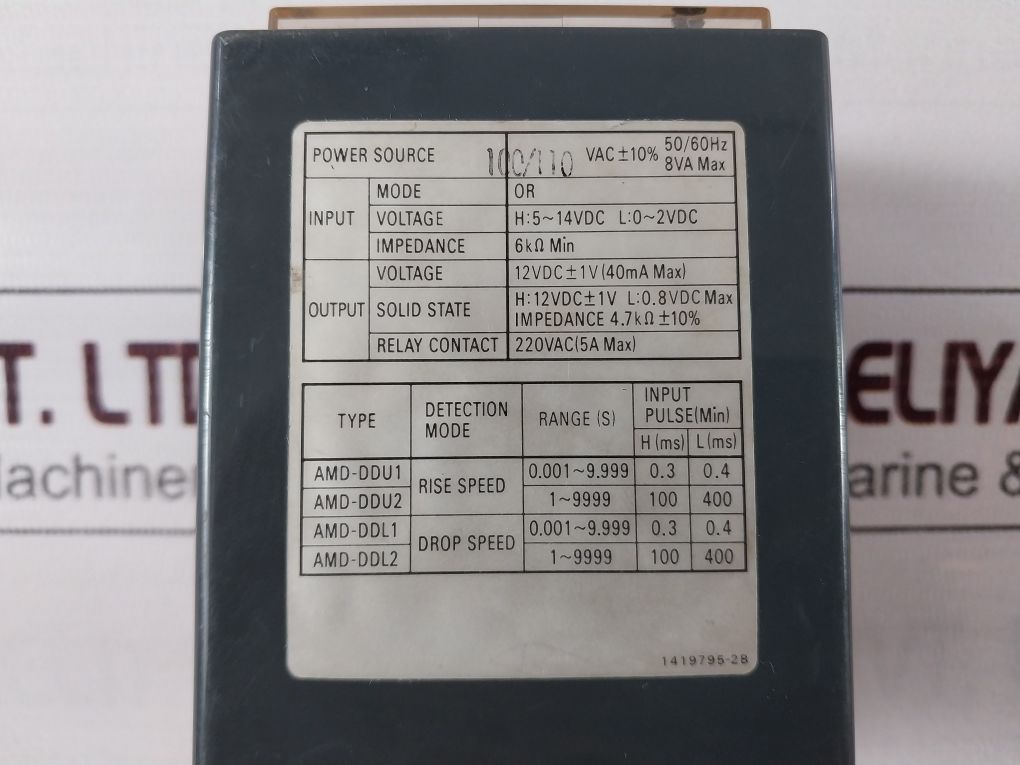 POWER SOURCE 100/110 VAC±10% 50/60Hz 8VA Max
INPUT MODE OR
VOLTAGE H:5~14VDC L:0~2VDC
IMPEDANCE 6kΩ Min
OUTPUT VOLTAGE 12VDC±1V(40mA Max)
SOLID STATE H:12VDC±1V L:0.8VDC Max
IMPEDANCE 4.7kΩ±10%
RELAY CONTACT 220VAC(5A Max)
TYPE DETECTION MODE RANGE (S) INPUT PULSE(Min)
H (ms) L (ms)
AMD-DDU1 RISE SPEED 0.001~9.999 0.3 0.4
AMD-DDU2 1~9999 100 400
AMD-DDL1 DROP SPEED 0.001~9.999 0.3 0.4
AMD-DDL2 1~9999 100 400
1419795-2B
T. LTD
ELIYA
achiner
arine &